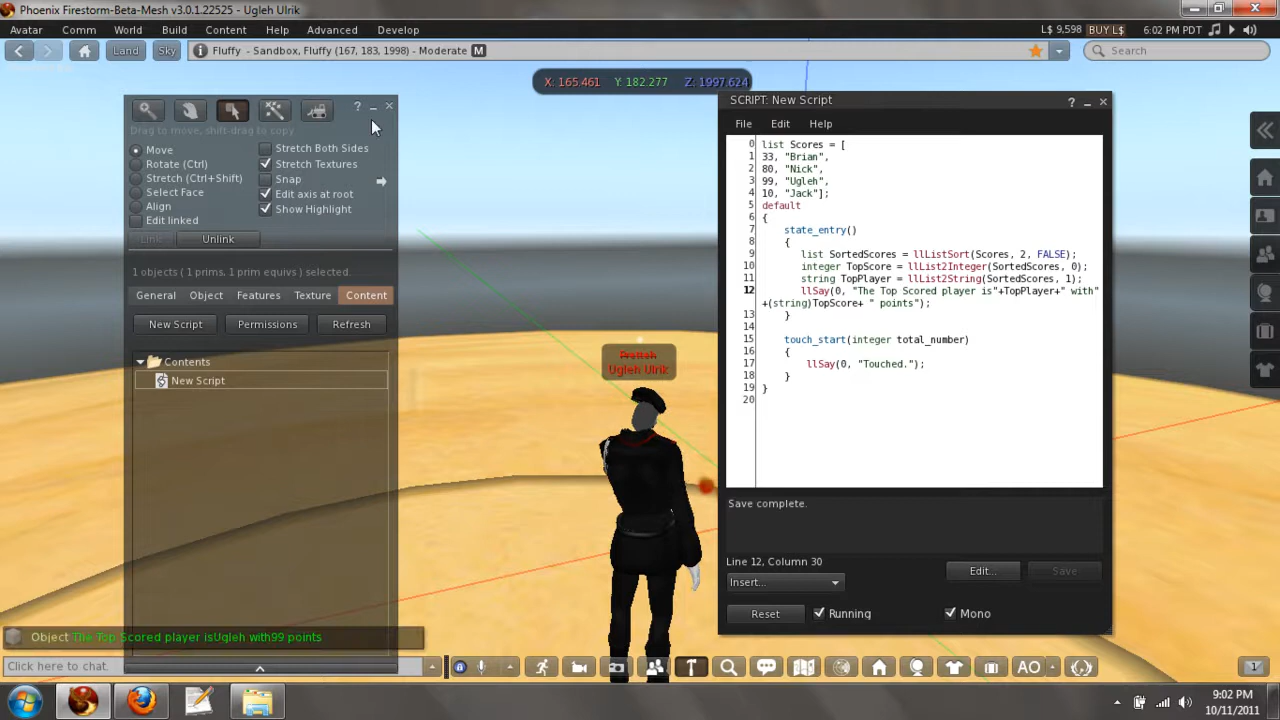 Phoenix Firestorm-Beta-Mesh v3.0.1.22525 - Ugleh Ulrik
Avatar Comm World Build Content Help Advanced Develop L$ 9,598 BUY L$ 6:02 PM PDT
Land Sky Fluffy - Sandbox, Fluffy (167, 183, 1998) - Moderate M Search
X: 165.461 Y: 182.277 Z: 1997.624
Drag to move, shift-drag to copy
Move
Rotate (Ctrl)
Stretch (Ctrl+Shift)
Select Face
Align
Edit linked
Stretch Both Sides
Stretch Textures
Snap
Edit axis at root
Show Highlight
Link Unlink
1 objects ( 1 prims, 1 prim equivs ) selected.
General Object Features Texture Content
New Script Permissions Refresh
Contents
New Script
SCRIPT: New Script
File Edit Help
0 list Scores = [
1 33, "Brian",
2 80, "Nick",
3 99, "Ugleh",
4 10, "Jack"];
5 default
6 {
7 state_entry()
8 {
9 list SortedScores = llListSort(Scores, 2, FALSE);
10 integer TopScore = llList2Integer(SortedScores, 0);
11 string TopPlayer = llList2String(SortedScores, 1);
12 llSay(0, "The Top Scored player is"+TopPlayer+" with"
+(string)TopScore+ " points");
13 }
14
15 touch_start(integer total_number)
16 {
17 llSay(0, "Touched.");
18 }
19 }
20
Save complete.
Line 12, Column 30
Insert... Edit... Save
Reset Running Mono
Prattah
Ugleh Ulrik
Object The Top Scored player isUgleh with99 points
Click here to chat.
AO
1
9:02 PM
10/11/2011